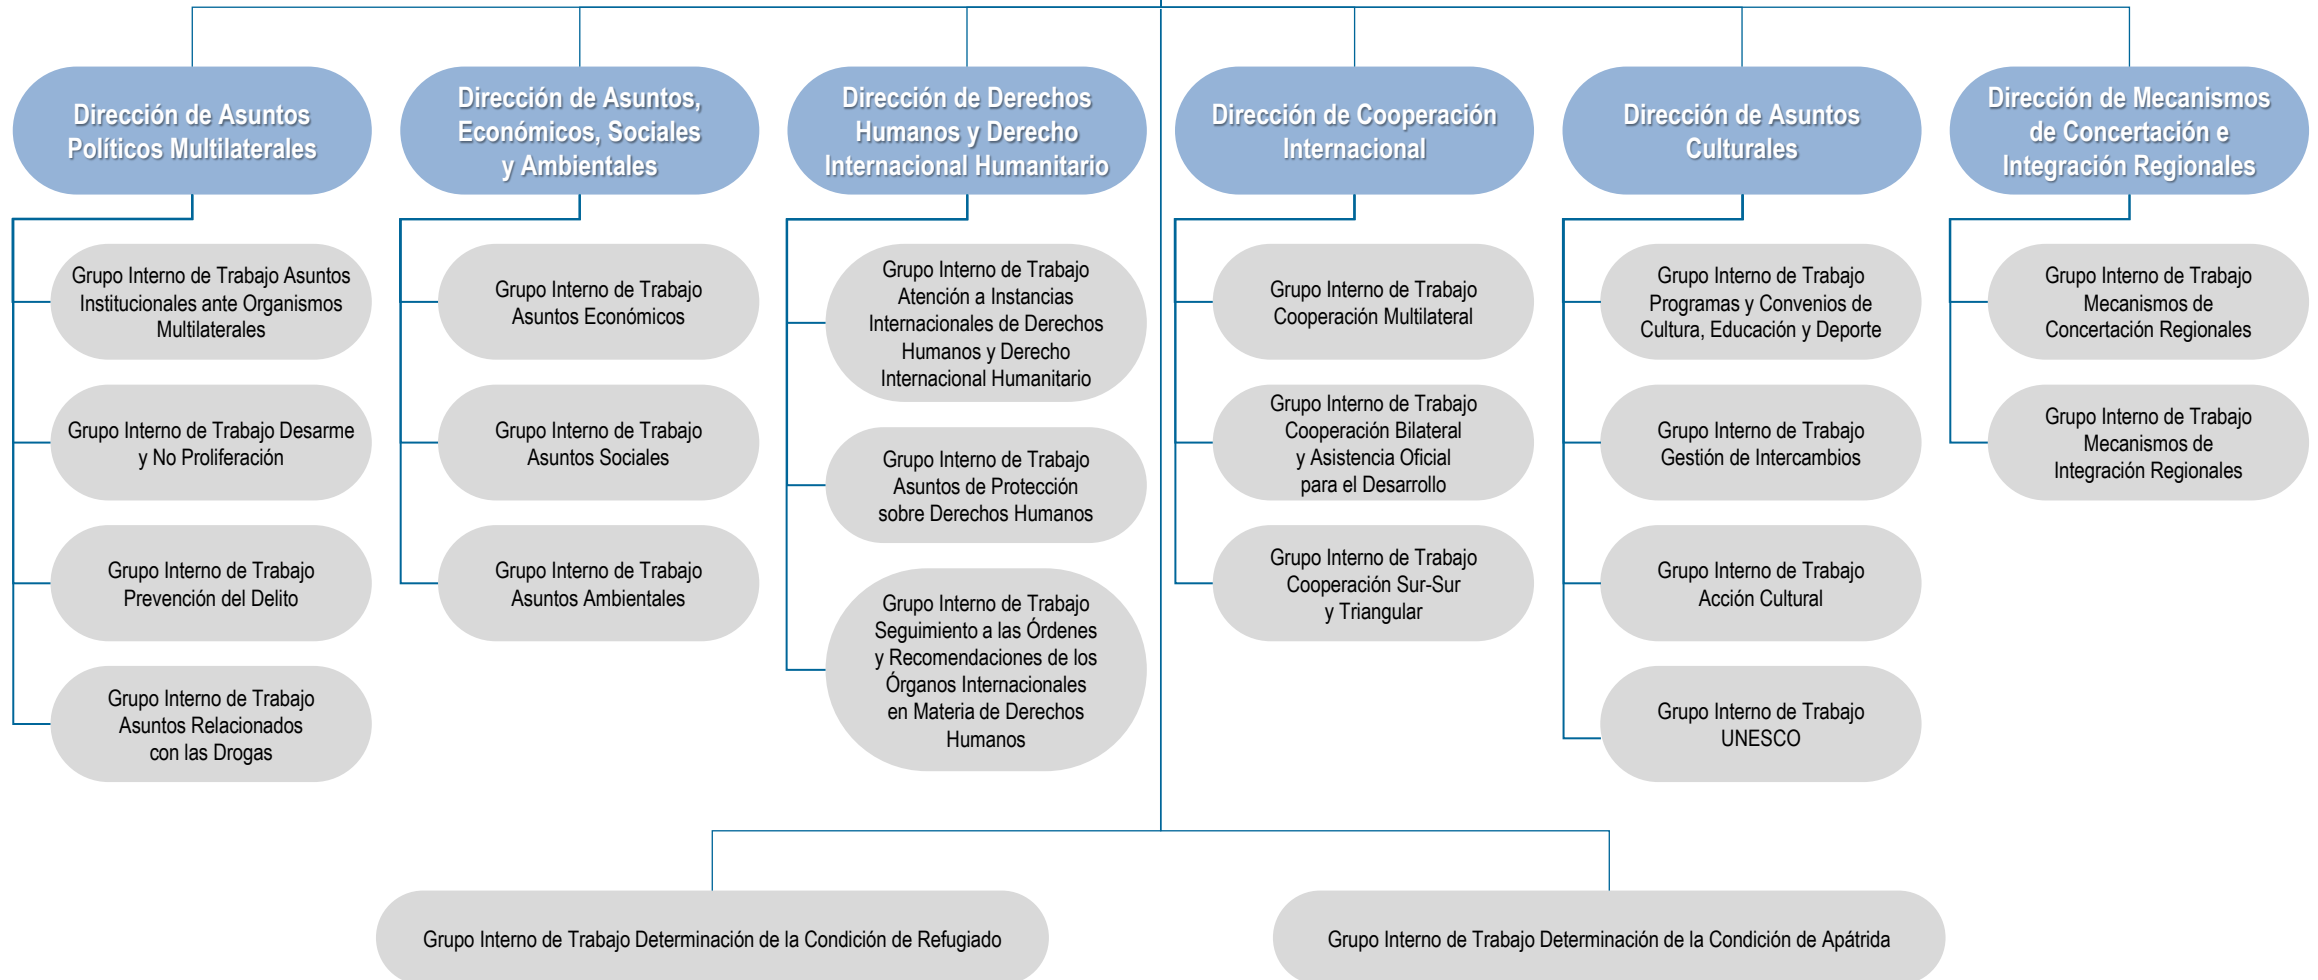 Dirección de Asuntos
Políticos Multilaterales
Dirección de Asuntos,
Económicos, Sociales
y Ambientales
Dirección de Derechos
Humanos y Derecho
Internacional Humanitario
Dirección de Cooperación
Internacional
Dirección de Asuntos
Culturales
Dirección de Mecanismos
de Concertación e
Integración Regionales
Grupo Interno de Trabajo Asuntos
Institucionales ante Organismos
Multilaterales
Grupo Interno de Trabajo Desarme
y No Proliferación
Grupo Interno de Trabajo
Prevención del Delito
Grupo Interno de Trabajo
Asuntos Relacionados
con las Drogas
Grupo Interno de Trabajo
Asuntos Económicos
Grupo Interno de Trabajo
Asuntos Sociales
Grupo Interno de Trabajo
Asuntos Ambientales
Grupo Interno de Trabajo
Atención a Instancias
Internacionales de Derechos
Humanos y Derecho
Internacional Humanitario
Grupo Interno de Trabajo
Asuntos de Protección
sobre Derechos Humanos
Grupo Interno de Trabajo
Seguimiento a las Órdenes
y Recomendaciones de los
Órganos Internacionales
en Materia de Derechos
Humanos
Grupo Interno de Trabajo
Cooperación Multilateral
Grupo Interno de Trabajo
Cooperación Bilateral
y Asistencia Oficial
para el Desarrollo
Grupo Interno de Trabajo
Cooperación Sur-Sur
y Triangular
Grupo Interno de Trabajo
Programas y Convenios de
Cultura, Educación y Deporte
Grupo Interno de Trabajo
Gestión de Intercambios
Grupo Interno de Trabajo
Acción Cultural
Grupo Interno de Trabajo
UNESCO
Grupo Interno de Trabajo
Mecanismos de
Concertación Regionales
Grupo Interno de Trabajo
Mecanismos de
Integración Regionales
Grupo Interno de Trabajo Determinación de la Condición de Refugiado
Grupo Interno de Trabajo Determinación de la Condición de Apátrida